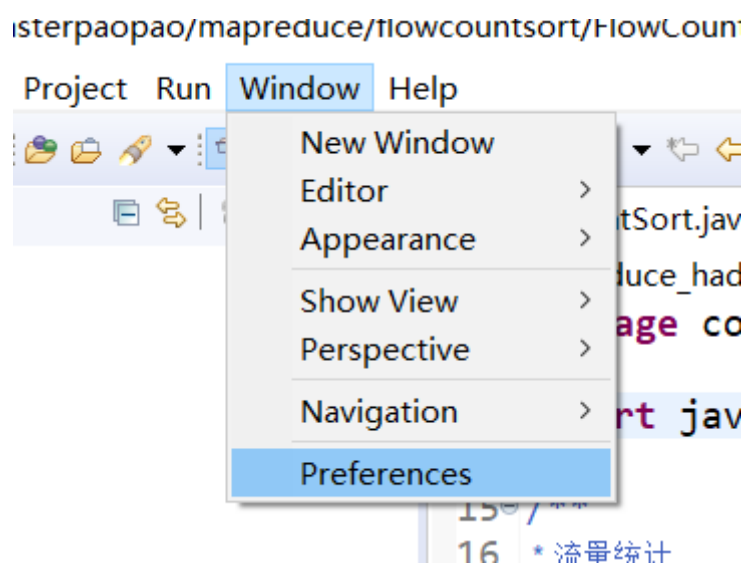 isterpaopao/mapreduce/flowcountsort/FlowCount
Project Run Window Help
New Window
Editor
Appearance
Show View
Perspective
Navigation
Preferences
tSort.jav
duce_had
age co
rt jav
15 /**
16 * 流量统计